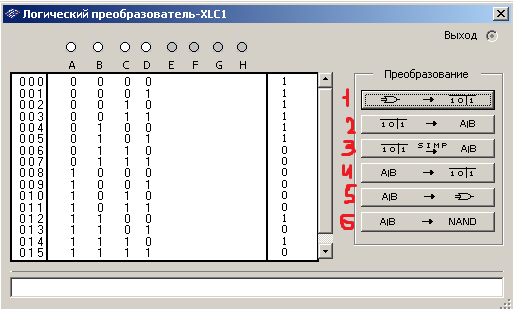 Логический преобразователь-XLC1
Выход
A B C D E F G H
Преобразование
000 0 0 0 0 1
001 0 0 0 1 1
002 0 0 1 0 1
003 0 0 1 1 1
004 0 1 0 0 1
005 0 1 0 1 1
006 0 1 1 0 0
007 0 1 1 1 0
008 1 0 0 0 0
009 1 0 0 1 0
010 1 0 1 0 0
011 1 0 1 1 0
012 1 1 0 0 1
013 1 1 0 1 0
014 1 1 1 0 1
015 1 1 1 1 0
1 → 10|1
2 10|1 → A|B
3 10|1 SIMP → A|B
4 A|B → 10|1
5 A|B →
6 A|B → NAND